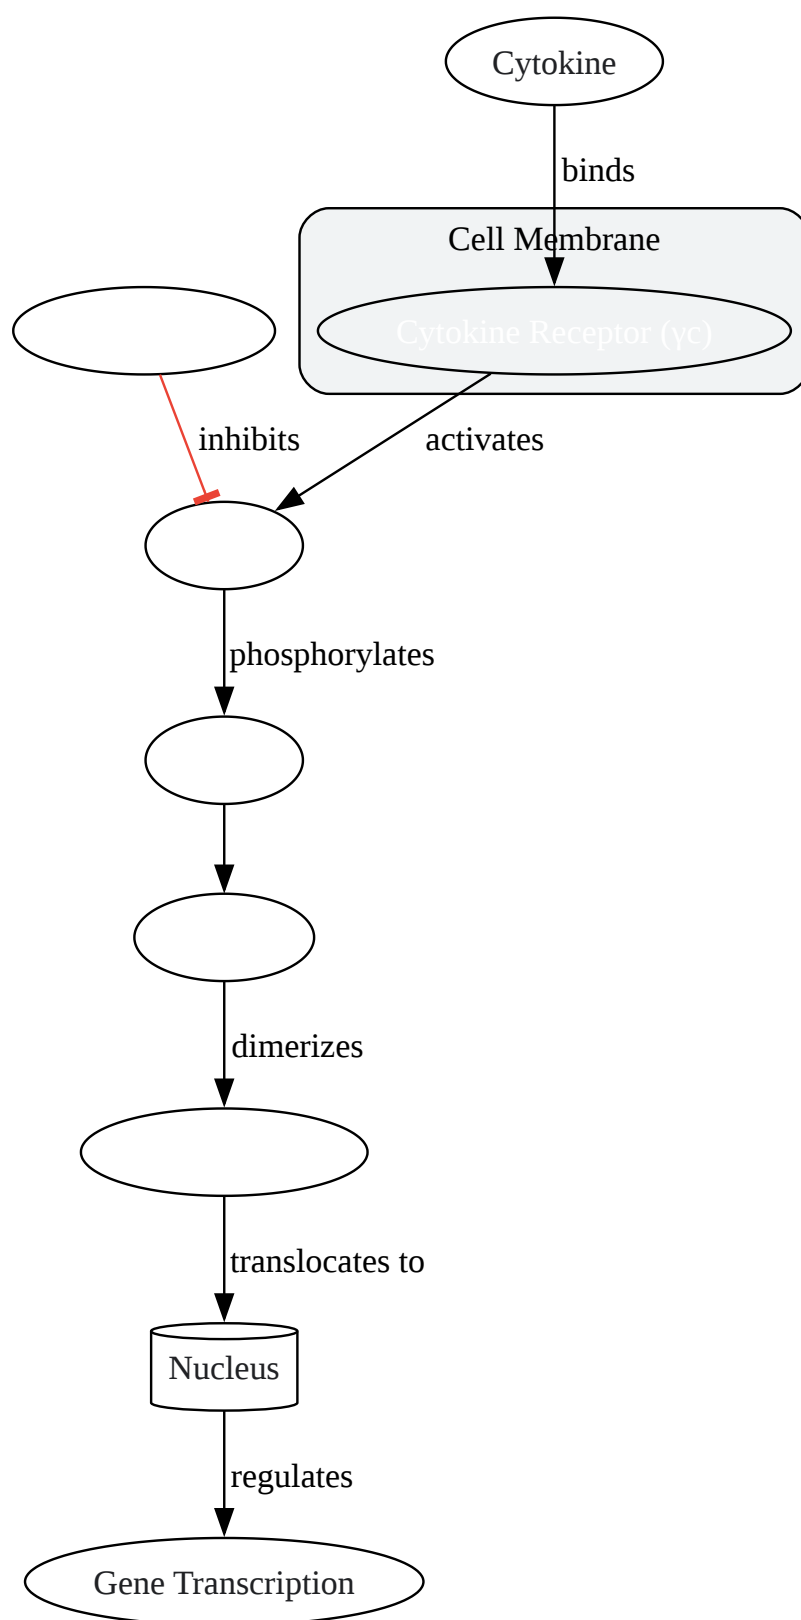 Cytokine
binds
Cell Membrane
Cytokine Receptor (γc)
inhibits
activates
phosphorylates
dimerizes
translocates to
Nucleus
regulates
Gene Transcription